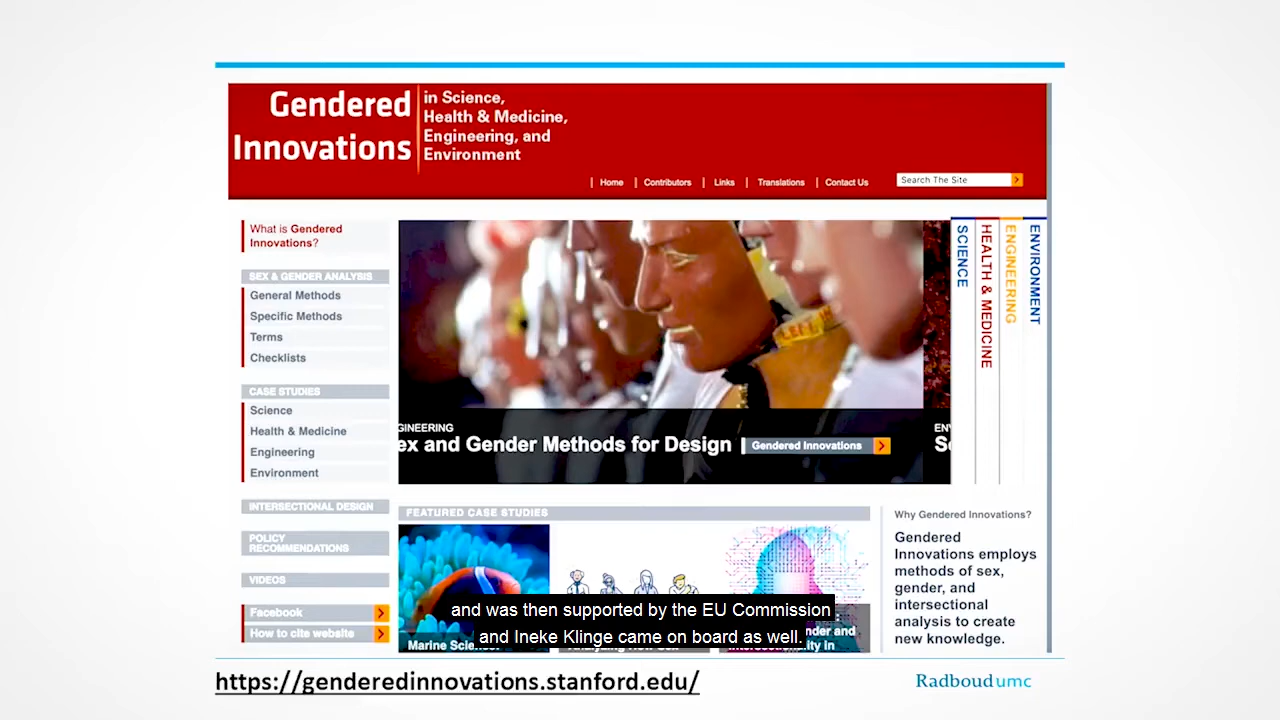 Gendered
Innovations
in Science,
Health & Medicine,
Engineering, and
Environment
Home
Contributors
Links
Translations
Contact Us
Search The Site
What is Gendered
Innovations?
SEX & GENDER ANALYSIS
General Methods
Specific Methods
Terms
Checklists
CASE STUDIES
Science
Health & Medicine
Engineering
Environment
INTERSECTIONAL DESIGN
POLICY
RECOMMENDATIONS
VIDEOS
Facebook
How to cite website
LEFT IN
GINEERING
ex and Gender Methods for Design
Gendered Innovations
EN
S
SCIENCE
HEALTH & MEDICINE
ENGINEERING
ENVIRONMENT
FEATURED CASE STUDIES
Marine Science:
Why Gendered Innovations?
Gendered
Innovations employs
methods of sex,
gender, and
intersectional
analysis to create
new knowledge.
and was then supported by the EU Commission
and Ineke Klinge came on board as well.
https://genderedinnovations.stanford.edu/
Radboudumc